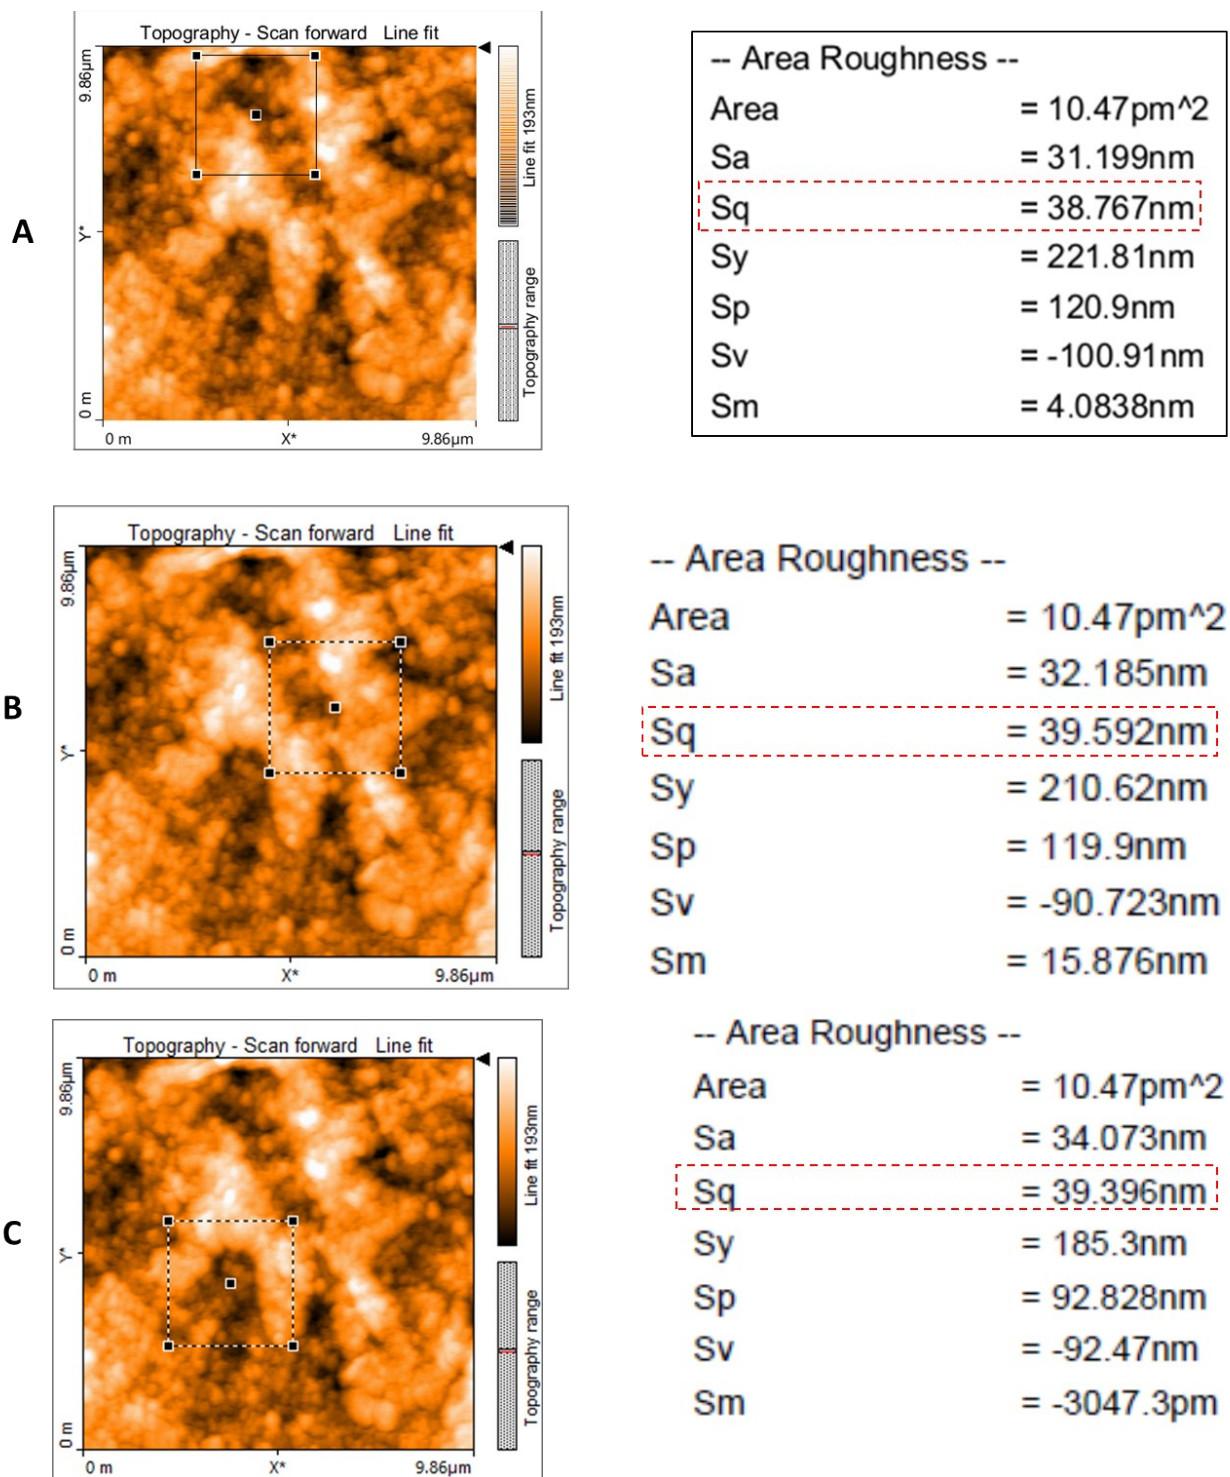 A
Topography - Scan forward Line fit
9.86µm
Y*
0 m
0 m X* 9.86µm
Line fit 193nm
Topography range
-- Area Roughness --
Area = 10.47pm^2
Sa = 31.199nm
Sq = 38.767nm
Sy = 221.81nm
Sp = 120.9nm
Sv = -100.91nm
Sm = 4.0838nm
B
Topography - Scan forward Line fit
9.86µm
Y*
0 m
0 m X* 9.86µm
Line fit 193nm
Topography range
-- Area Roughness --
Area = 10.47pm^2
Sa = 32.185nm
Sq = 39.592nm
Sy = 210.62nm
Sp = 119.9nm
Sv = -90.723nm
Sm = 15.876nm
C
Topography - Scan forward Line fit
9.86µm
Y*
0 m
0 m X* 9.86µm
Line fit 193nm
Topography range
-- Area Roughness --
Area = 10.47pm^2
Sa = 34.073nm
Sq = 39.396nm
Sy = 185.3nm
Sp = 92.828nm
Sv = -92.47nm
Sm = -3047.3pm